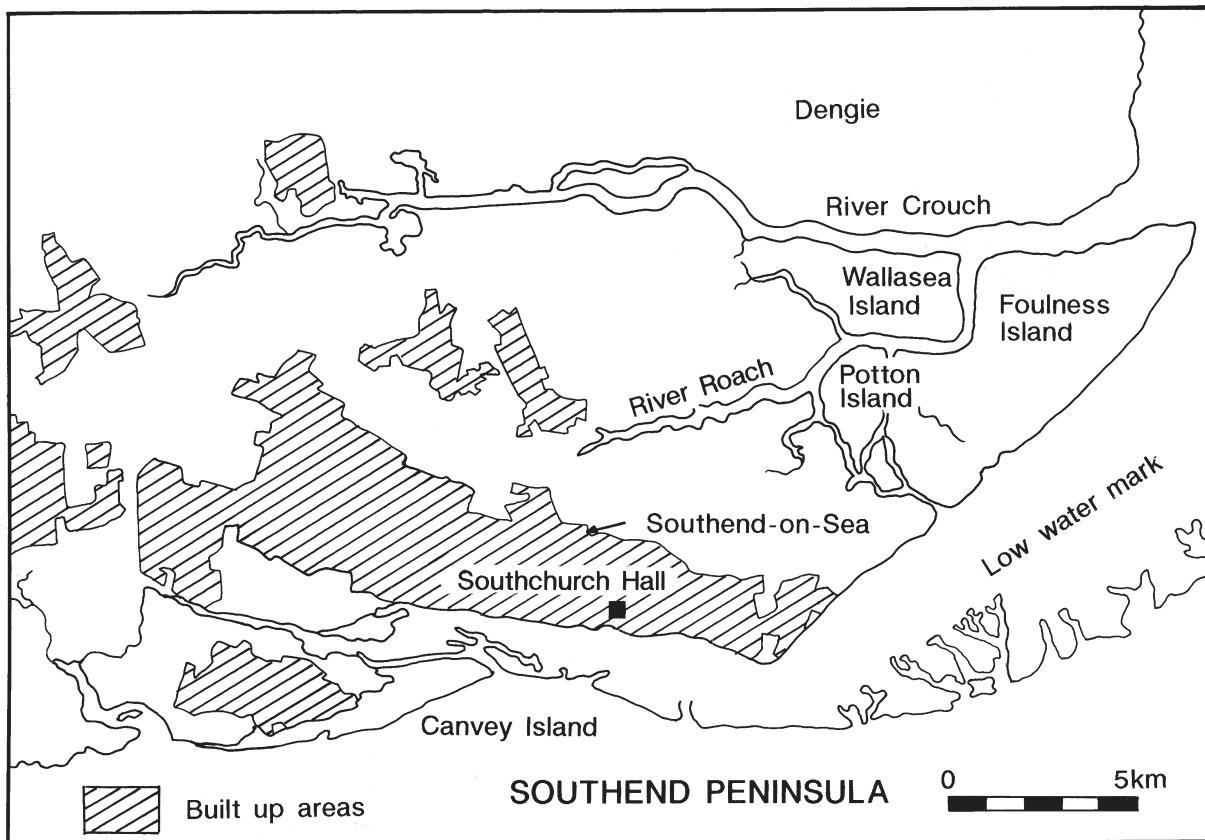 Dengie
River Crouch
Wallasea
Island
Foulness
Island
River Roach
Potton
Island
Low water mark
Southend-on-Sea
Southchurch Hall
Canvey Island
Built up areas
SOUTHEND PENINSULA
0 5km